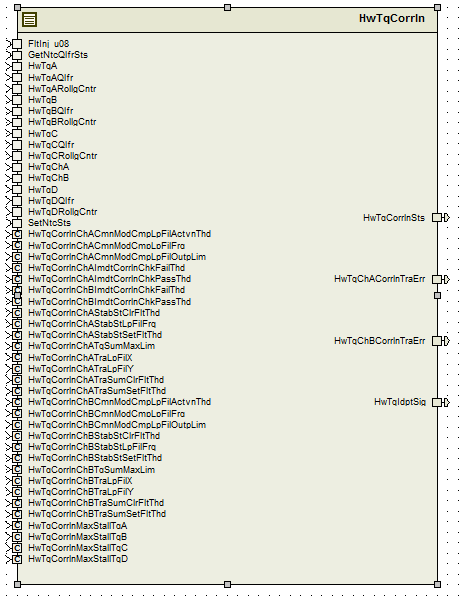 HwTqCorrln
FltInj_u08
GetNtcQlfrSts
HwTqA
HwTqAQlfr
HwTqARollgCntr
HwTqB
HwTqBQlfr
HwTqBRollgCntr
HwTqC
HwTqCQlfr
HwTqCRollgCntr
HwTqChA
HwTqChB
HwTqD
HwTqDQlfr
HwTqDRollgCntr
SetNtcSts
HwTqCorrlnChACmnModCmpLpFilActvnThd
HwTqCorrlnChACmnModCmpLpFilFrq
HwTqCorrlnChACmnModCmpLpFilOutpLim
HwTqCorrlnChAImdtCorrlnChkFailThd
HwTqCorrlnChAImdtCorrlnChkPassThd
HwTqCorrlnChBImdtCorrlnChkFailThd
HwTqCorrlnChBImdtCorrlnChkPassThd
HwTqCorrlnChAStabStClrFltThd
HwTqCorrlnChAStabStLpFilFrq
HwTqCorrlnChAStabStSetFltThd
HwTqCorrlnChATqSumMaxLim
HwTqCorrlnChATraLpFilX
HwTqCorrlnChATraLpFilY
HwTqCorrlnChATraSumClrFltThd
HwTqCorrlnChATraSumSetFltThd
HwTqCorrlnChBCmnModCmpLpFilActvnThd
HwTqCorrlnChBCmnModCmpLpFilFrq
HwTqCorrlnChBCmnModCmpLpFilOutpLim
HwTqCorrlnChBStabStClrFltThd
HwTqCorrlnChBStabStLpFilFrq
HwTqCorrlnChBStabStSetFltThd
HwTqCorrlnChBTqSumMaxLim
HwTqCorrlnChBTraLpFilX
HwTqCorrlnChBTraLpFilY
HwTqCorrlnChBTraSumClrFltThd
HwTqCorrlnChBTraSumSetFltThd
HwTqCorrlnMaxStallTqA
HwTqCorrlnMaxStallTqB
HwTqCorrlnMaxStallTqC
HwTqCorrlnMaxStallTqD
HwTqCorrlnSts
HwTqChACorrlnTraErr
HwTqChBCorrlnTraErr
HwTqIdptSig